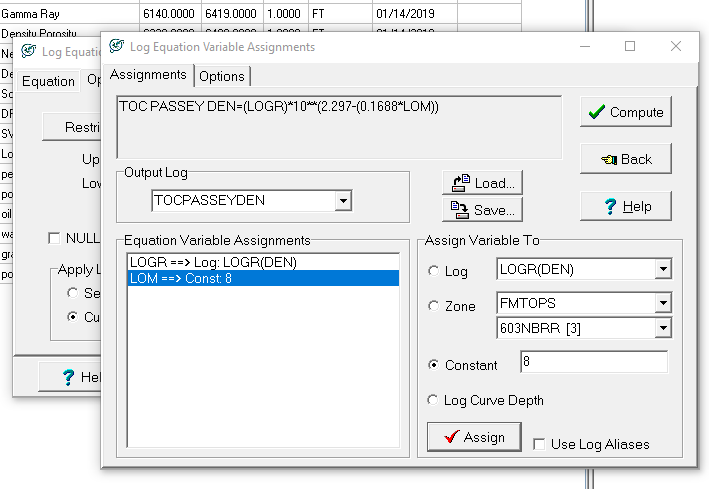 Gamma Ray 6140.0000 6419.0000 1.0000 FT 01/14/2019
Density Porosity
Log Equation Variable Assignments
Log Equa
Ne
De
Equation
Op
Assignments
Options
So
DF
TOC PASSEY DEN=(LOGR)*10**(2.297-(0.1688*LOM))
Compute
SV
Restri
Lo
Up
Back
pe
Output Log
Load...
po
Low
TOCPASSEYDEN
Save...
Help
oil
wa
NULL
Equation Variable Assignments
Assign Variable To
gra
po
Apply L
LOGR ==> Log: LOGR(DEN)
Log LOGR(DEN)
LOM ==> Const: 8
Se
Zone FMTOPS
Cu
603NBRR [3]
Constant 8
Hel
Log Curve Depth
Assign
Use Log Aliases